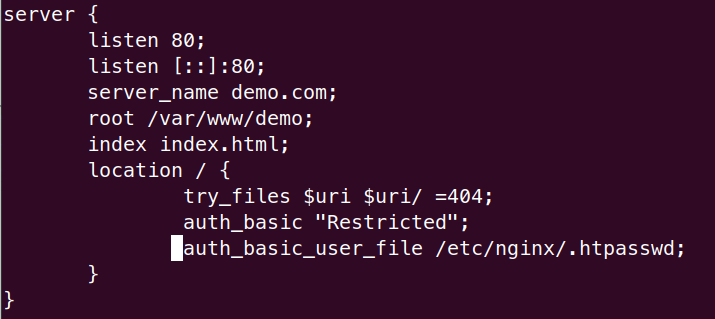 server {
listen 80;
listen [::]:80;
server_name demo.com;
root /var/www/demo;
index index.html;
location / {
try_files $uri $uri/ =404;
auth_basic "Restricted";
auth_basic_user_file /etc/nginx/.htpasswd;
}
}